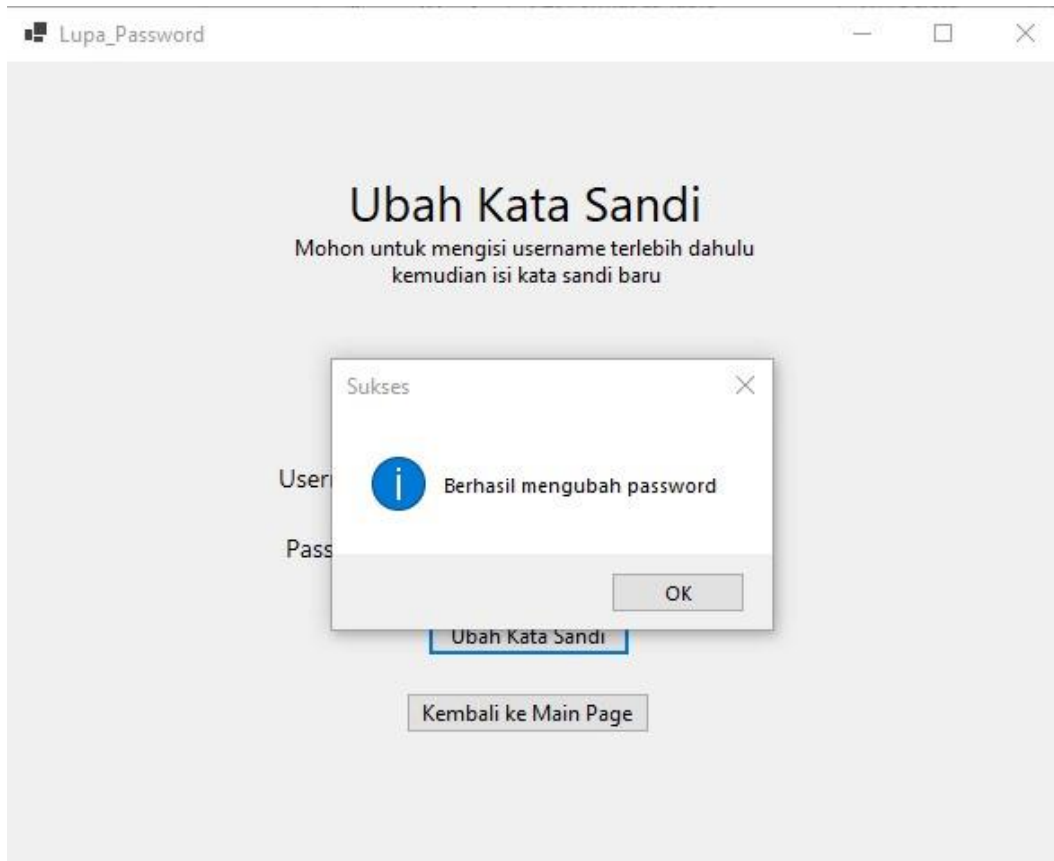 Lupa_Password
Ubah Kata Sandi
Mohon untuk mengisi username terlebih dahulu
kemudian isi kata sandi baru
Sukses
Berhasil mengubah password
OK
Ubah Kata Sandi
Kembali ke Main Page